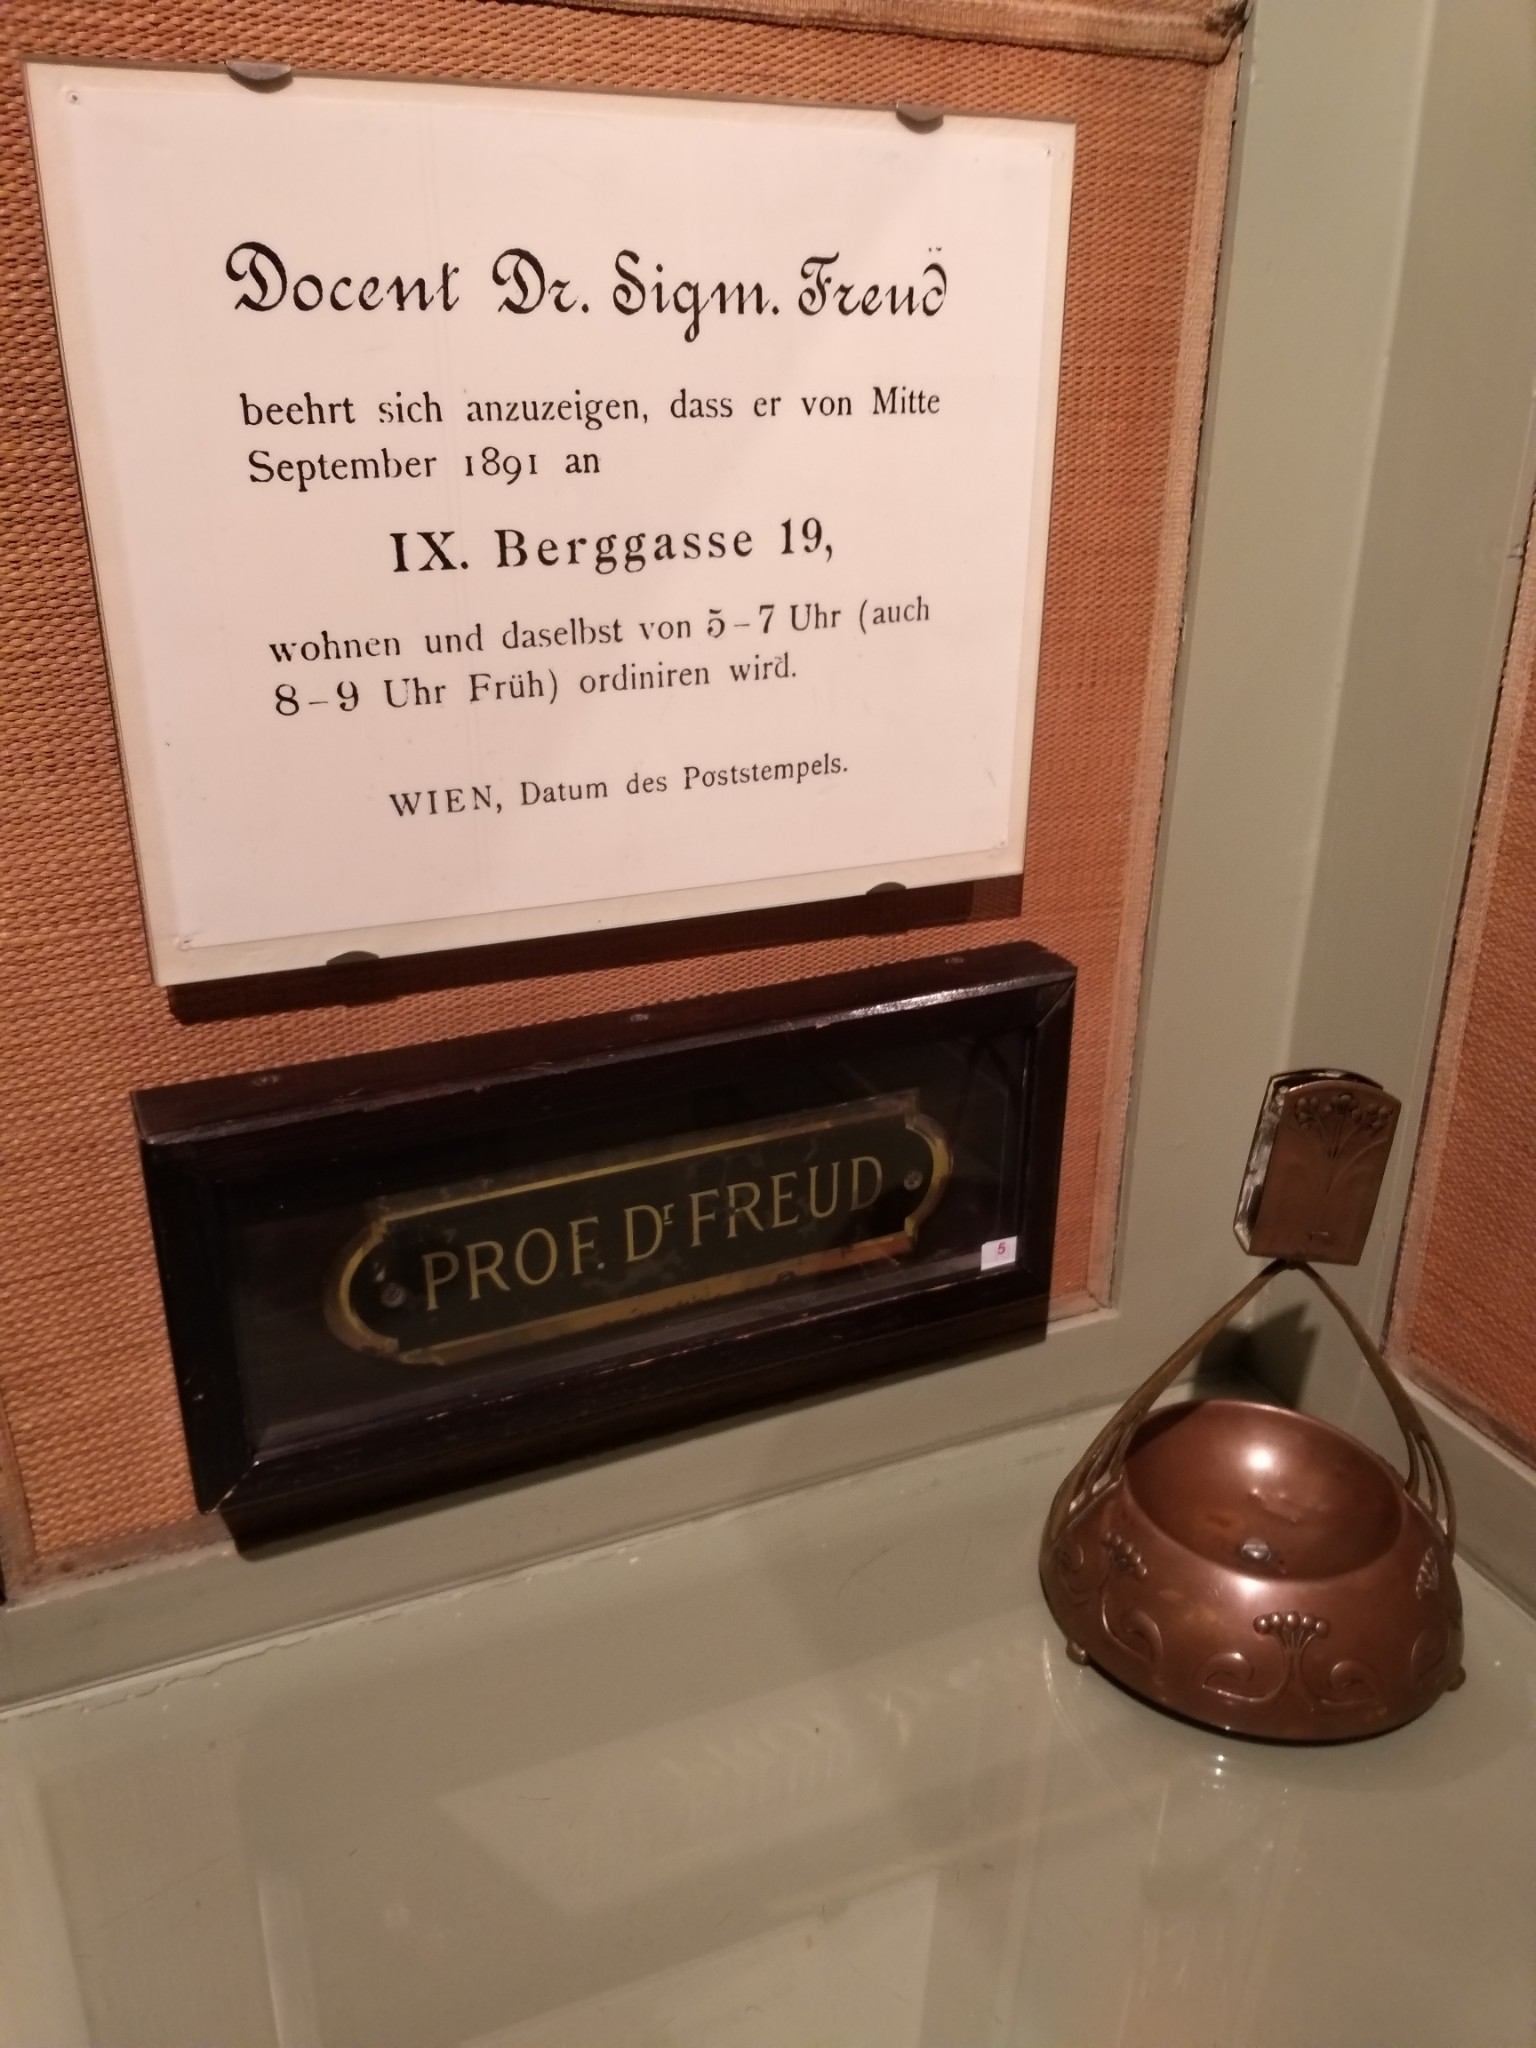 Docent Dr. Sigm. Freud
beehrt sich anzuzeigen, dass er von Mitte
September 1891 an
IX. Berggasse 19,
wohnen und daselbst von 5–7 Uhr (auch
8–9 Uhr Früh) ordiniren wird.
WIEN, Datum des Poststempels.
PROF. Dr FREUD
5